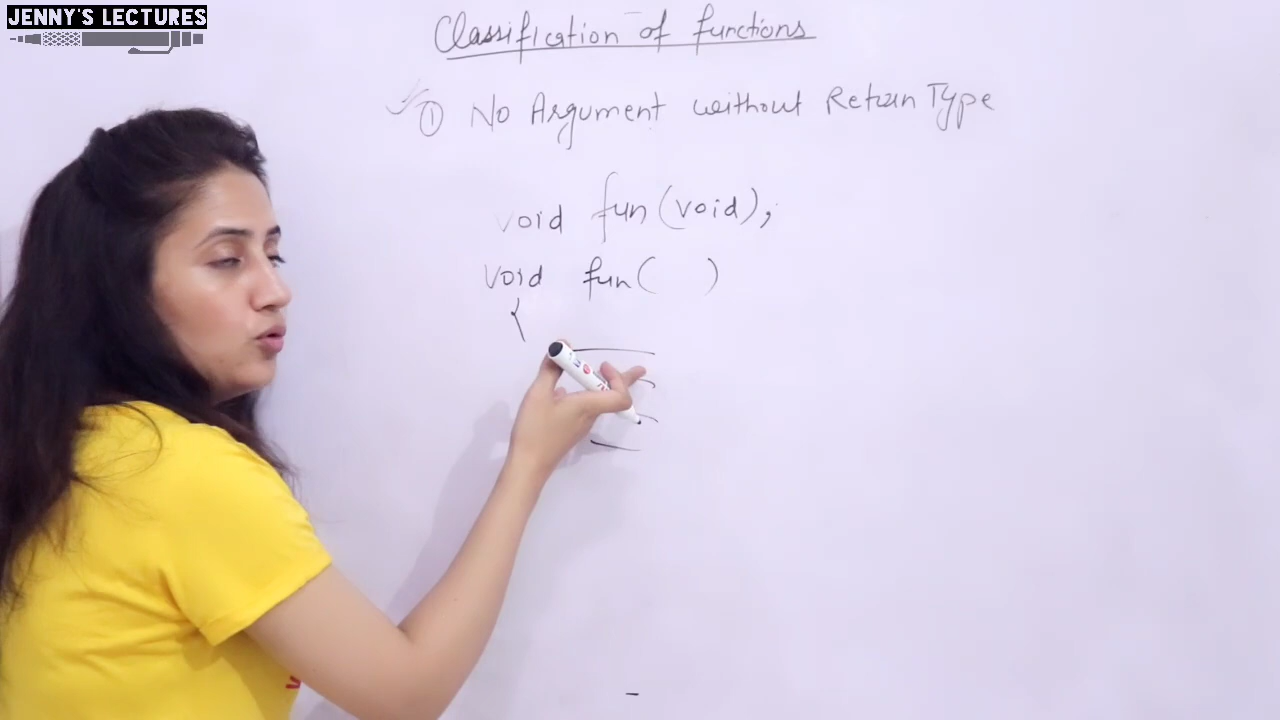 JENNY'S LECTURES
Classification of functions
① No Argument without Return Type
void fun(void);
void fun( )
{